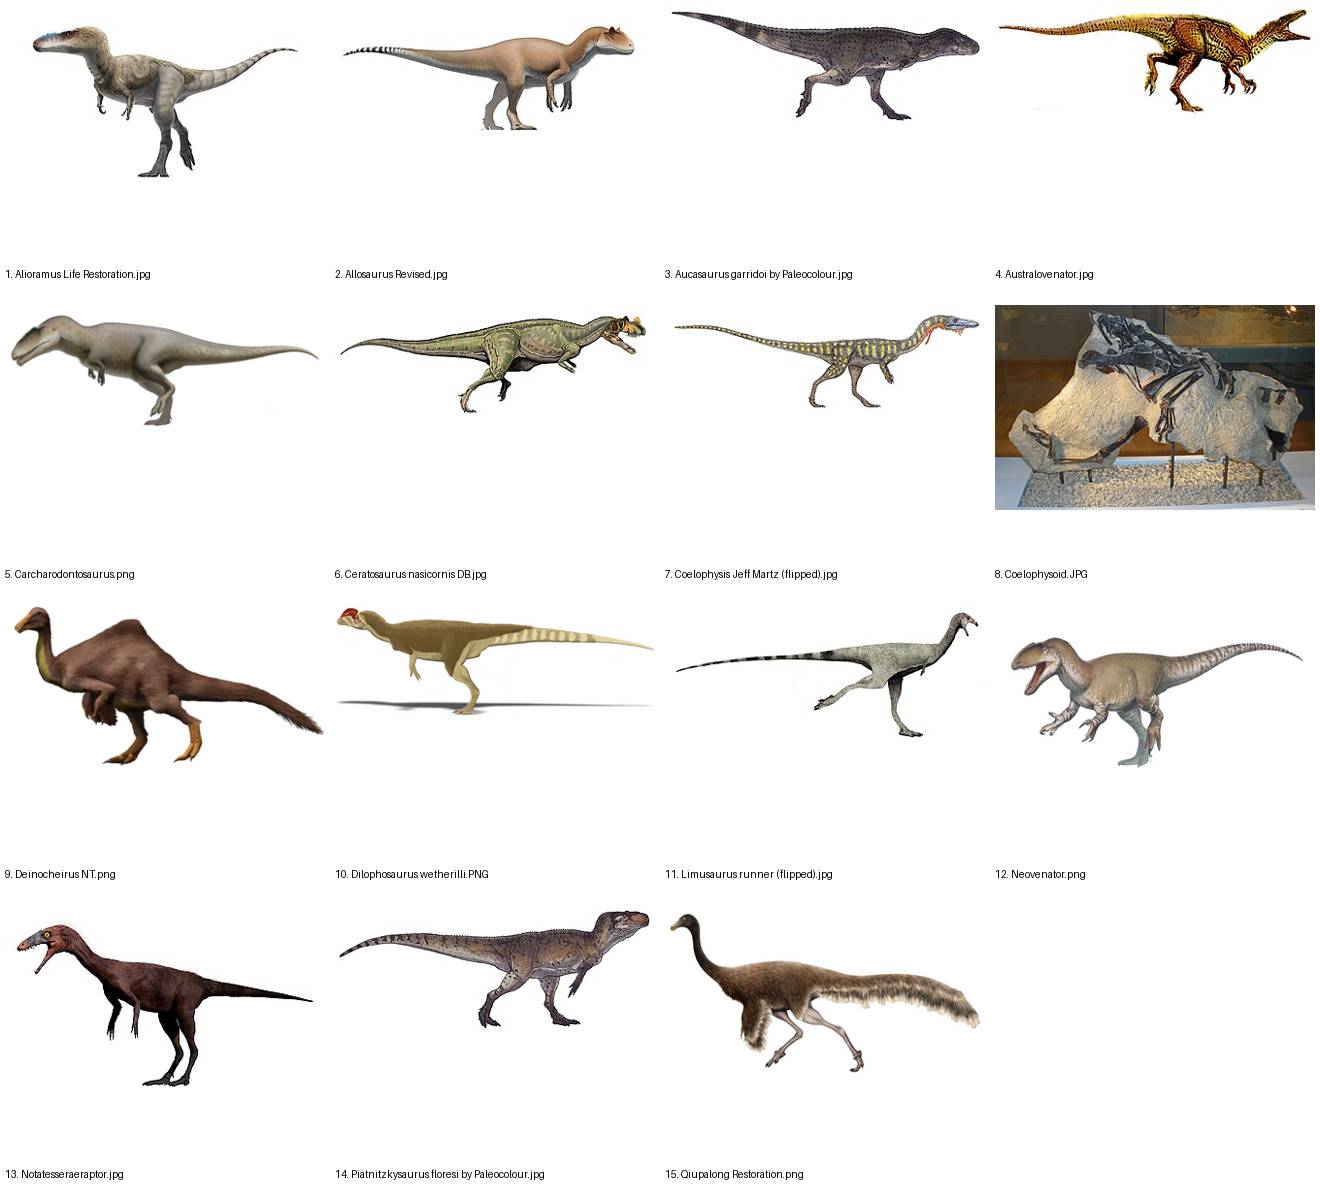 1. Alioramus Life Restoration.jpg
2. Allosaurus Revised.jpg
3. Aucasaurus garridoi by Paleocolour.jpg
4. Australovenator.jpg
5. Carcharodontosaurus.png
6. Ceratosaurus nasicornis DB.jpg
7. Coelophysis Jeff Martz (flipped).jpg
8. Coelophysoid.JPG
9. Deinocheirus NT.png
10. Dilophosaurus wetherilli.PNG
11. Limusaurus runner (flipped).jpg
12. Neovenator.png
13. Notatesseraeraptor.jpg
14. Piatnitzkysaurus floresi by Paleocolour.jpg
15. Qiupalong Restoration.png